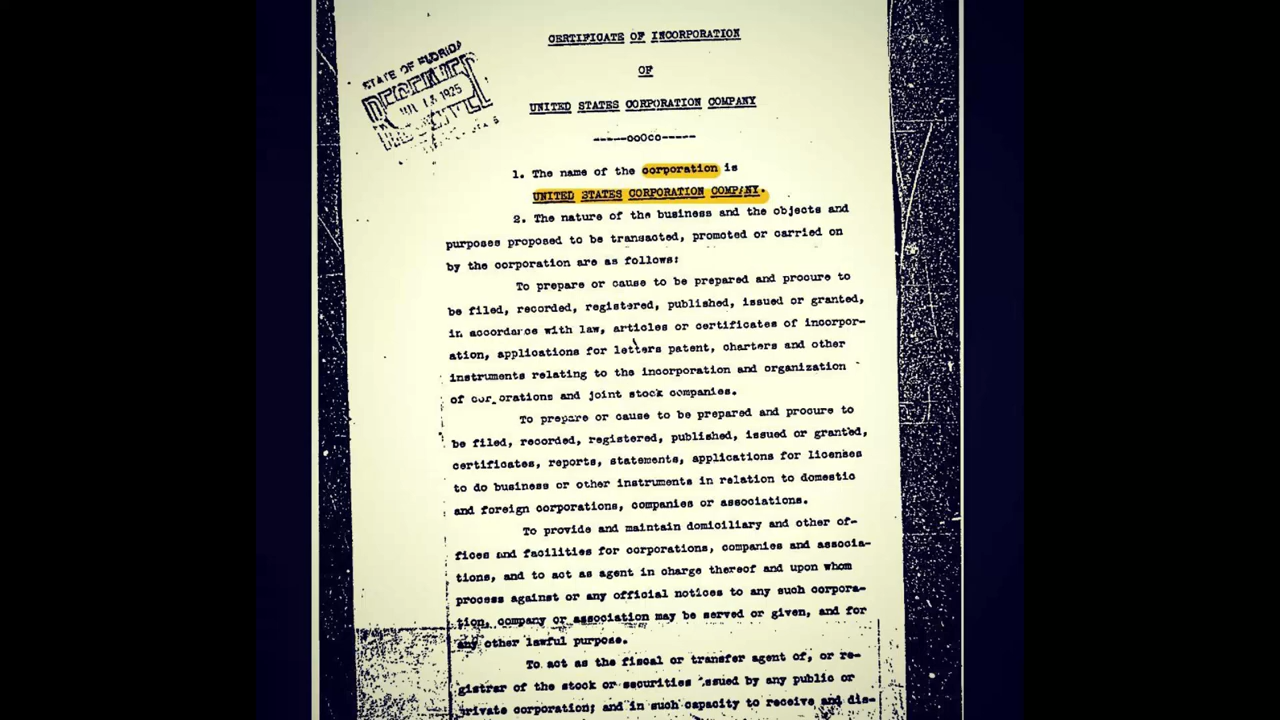 CERTIFICATE OF INCORPORATION
OF
UNITED STATES CORPORATION COMPANY
-----ooOoo-----
STATE OF FLORIDA
JUL 1925
1. The name of the corporation is
UNITED STATES CORPORATION COMPANY.
2. The nature of the business and the objects and
purposes proposed to be transacted, promoted or carried on
by the corporation are as follows:
To prepare or cause to be prepared and procure to
be filed, recorded, registered, published, issued or granted,
in accordance with law, articles or certificates of incorpor-
ation, applications for letters patent, charters and other
instruments relating to the incorporation and organization
of corporations and joint stock companies.
To prepare or cause to be prepared and procure to
be filed, recorded, registered, published, issued or granted,
certificates, reports, statements, applications for licenses
to do business or other instruments in relation to domestic
and foreign corporations, companies or associations.
To provide and maintain domiciliary and other of-
fices and facilities for corporations, companies and associa-
tions, and to act as agent in charge thereof and upon whom
process against or any official notices to any such corpora-
tion, company or association may be served or given, and for
any other lawful purpose.
To act as the fiscal or transfer agent of, or re-
gistrar of the stock or securities issued by any public or
private corporation; and in such capacity to receive and dis-